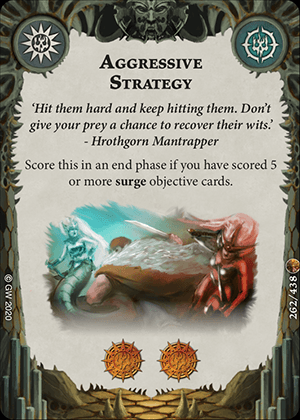 AGGRESSIVE
STRATEGY
‘Hit them hard and keep hitting them. Don’t
give your prey a chance to recover their wits.’
- Hrothgorn Mantrapper
Score this in an end phase if you have scored 5
or more surge objective cards.
© GW 2020
262/438